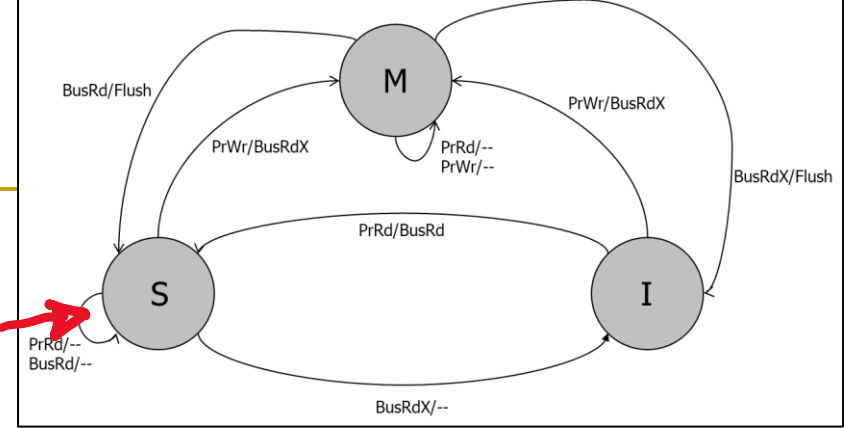 M
BusRd/Flush
PrWr/BusRdX
PrWr/BusRdX
PrRd/--
PrWr/--
BusRdX/Flush
PrRd/BusRd
S
I
PrRd/--
BusRd/--
BusRdX/--